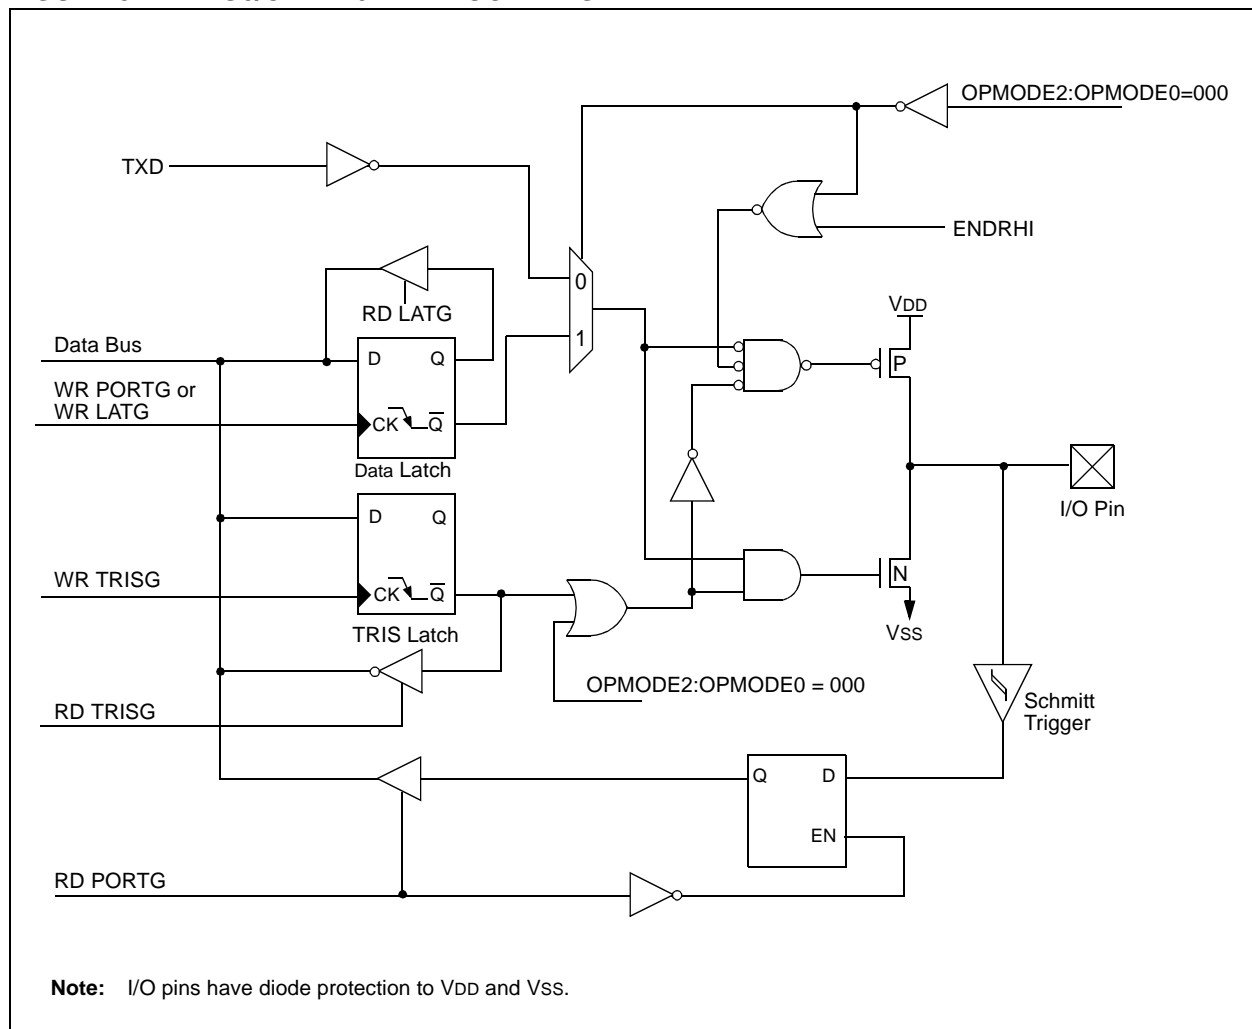 OPMODE2:OPMODE0=000
TXD
ENDRHI
0
RD LATG
1
VDD
Data Bus
D Q
P
WR PORTG or
WR LATG
CK Q
Data Latch
I/O Pin
D Q
WR TRISG
CK Q
N
TRIS Latch
VSS
OPMODE2:OPMODE0 = 000
RD TRISG
Schmitt
Trigger
Q D
EN
RD PORTG
Note: I/O pins have diode protection to VDD and VSS.